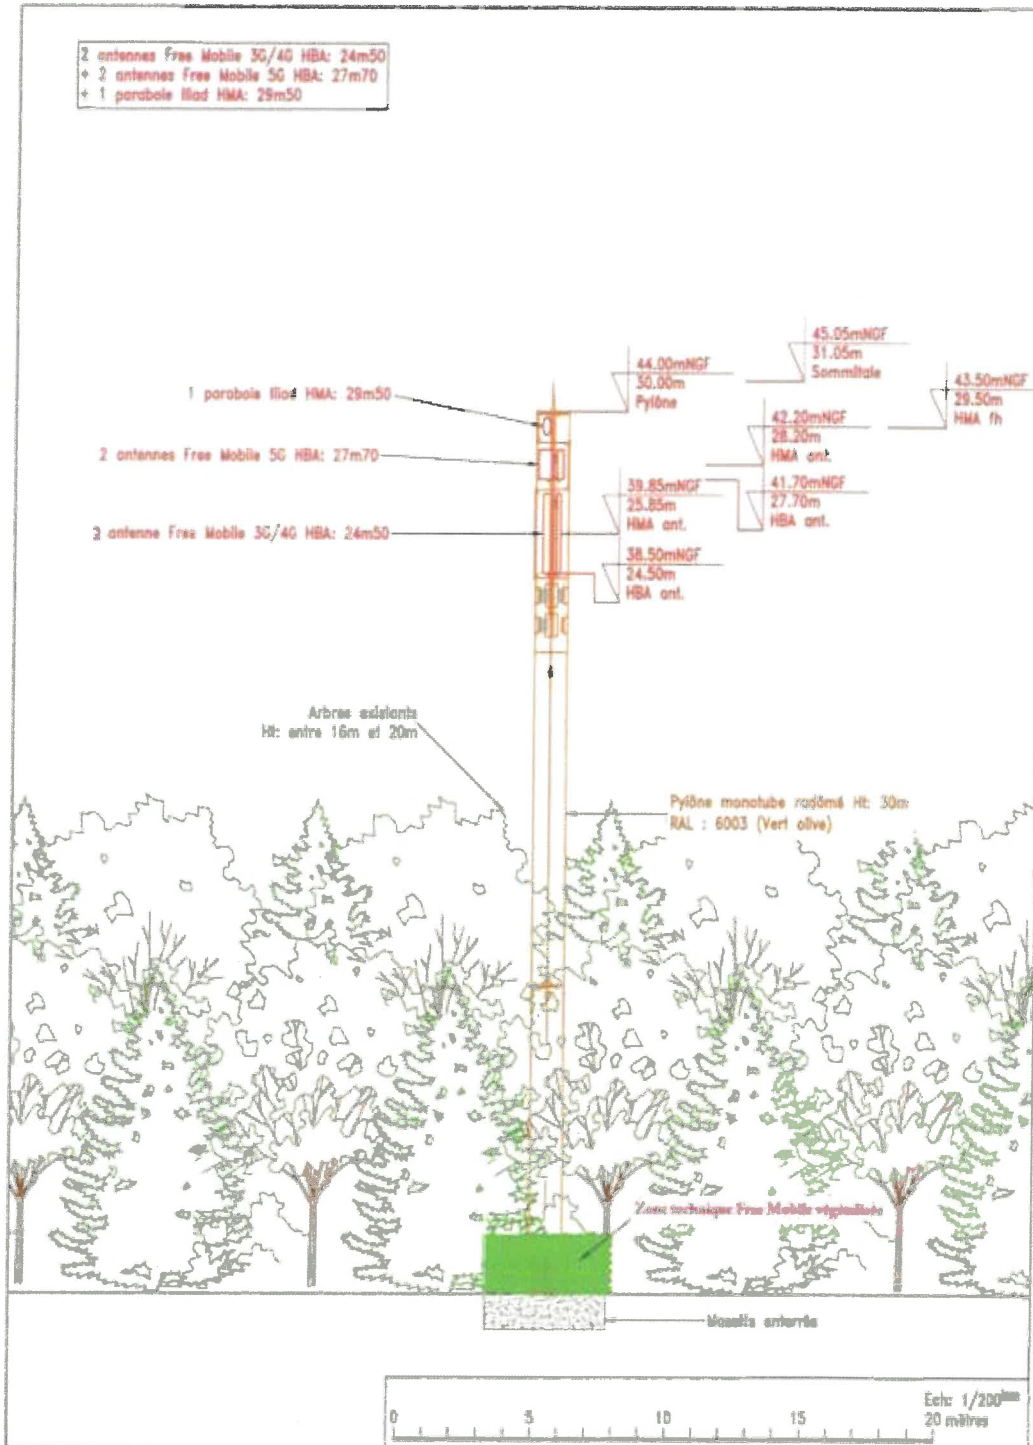 2 antennes Free Mobile 3G/4G HBA: 24m50
+ 2 antennes Free Mobile 5G HBA: 27m70
+ 1 parabole Iliad HMA: 29m50
45.05mNGF
31.05m
Sommitale
44.00mNGF
30.00m
Pylône
43.50mNGF
29.50m
HMA fh
1 parabole Iliad HMA: 29m50
42.20mNGF
28.20m
HMA ant.
2 antennes Free Mobile 5G HBA: 27m70
41.70mNGF
27.70m
HBA ant.
39.85mNGF
25.85m
HMA ant.
2 antenne Free Mobile 3G/4G HBA: 24m50
38.50mNGF
24.50m
HBA ant.
Arbres existants
Ht: entre 16m et 20m
Pylône monotube radômé Ht: 30m
RAL : 6003 (Vert olive)
Zone technique Free Mobile végétalisée
Massifs enterrés
Ech: 1/200
0 5 10 15 20 mètres